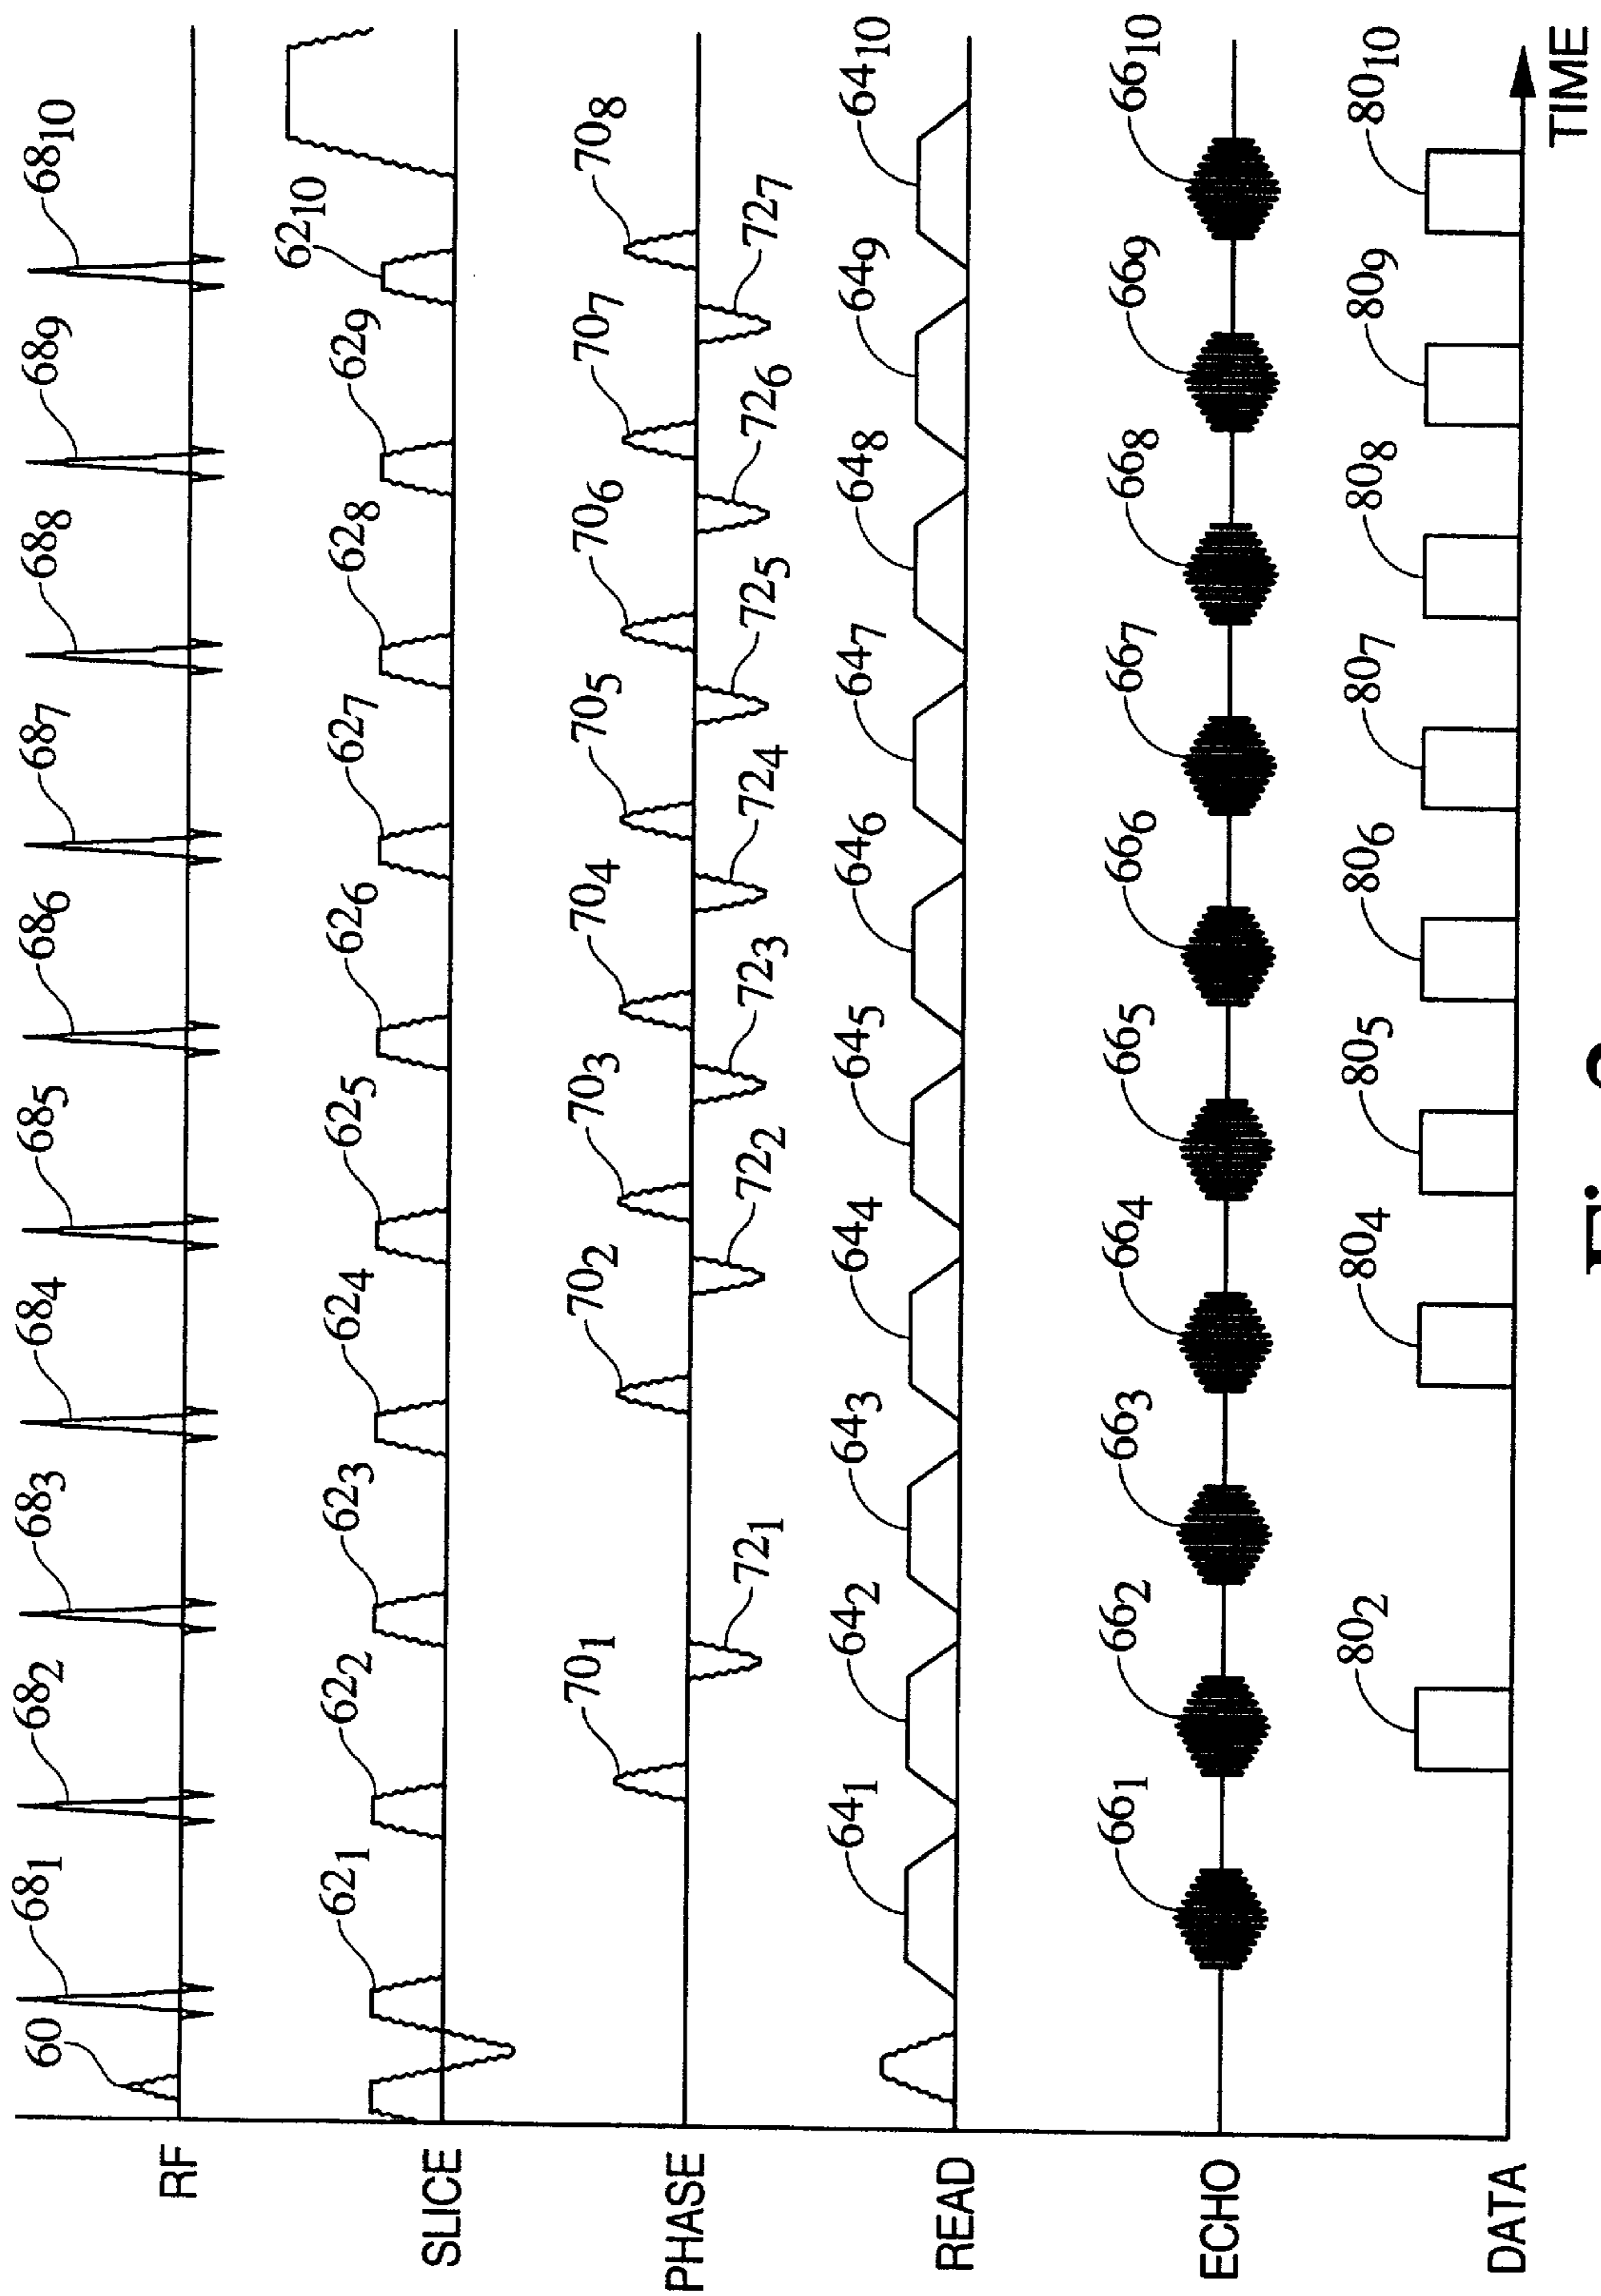 RF 60 68₁ 68₂ 68₃ 68₄ 68₅ 68₆ 68₇ 68₈ 68₉ 68₁₀
SLICE 62₁ 62₂ 62₃ 62₄ 62₅ 62₆ 62₇ 62₈ 62₉ 62₁₀
PHASE 70₁ 70₂ 70₃ 70₄ 70₅ 70₆ 70₇ 70₈
72₁ 72₂ 72₃ 72₄ 72₅ 72₆ 72₇
READ 64₁ 64₂ 64₃ 64₄ 64₅ 64₆ 64₇ 64₈ 64₉ 64₁₀
ECHO 66₁ 66₂ 66₃ 66₄ 66₅ 66₆ 66₇ 66₈ 66₉ 66₁₀
DATA 80₂ 80₄ 80₅ 80₆ 80₇ 80₈ 80₉ 80₁₀
TIME